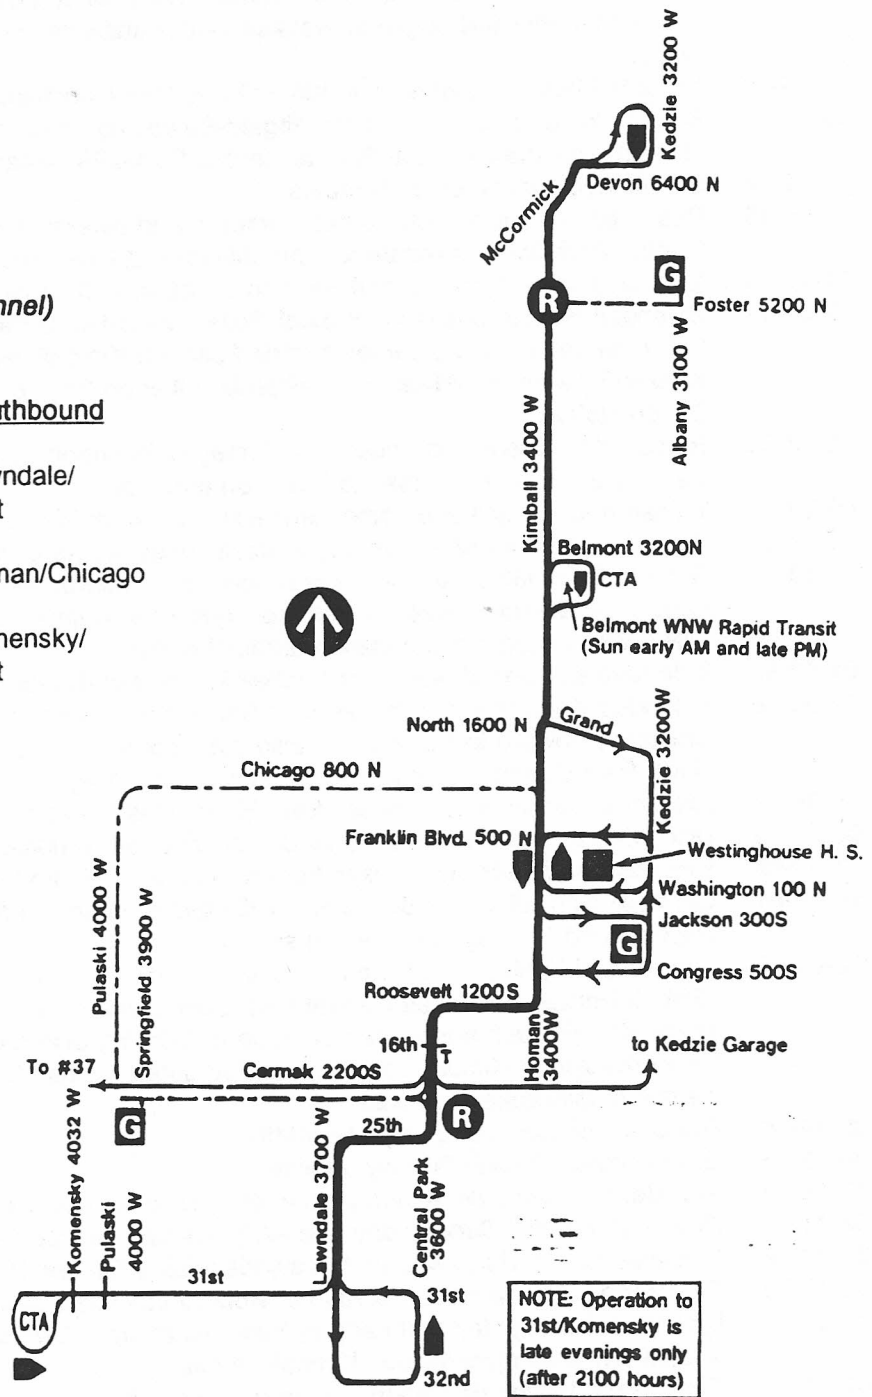 Kedzie 3200 W
Devon 6400 N
McCormick
G
R
Foster 5200 N
Albany 3100 W
nnel)
Kimball 3400 W
thbound
ndale/
t
Belmont 3200N
CTA
nan/Chicago
Belmont WNW Rapid Transit
(Sun early AM and late PM)
nensky/
t
North 1600 N
Grand
Kedzie 3200W
Chicago 800 N
Franklin Blvd. 500 N
Westinghouse H. S.
Washington 100 N
Jackson 300S
G
Congress 500S
Pulaski 4000 W
Springfield 3900 W
Roosevelt 1200S
16th
T
Homan
3400W
to Kedzie Garage
To #37
Cermak 2200S
G
R
25th
Komensky 4032 W
Pulaski
4000 W
Lawndale 3700 W
Central Park
3600 W
31st
31st
CTA
32nd
NOTE: Operation to
31st/Komensky is
late evenings only
(after 2100 hours)